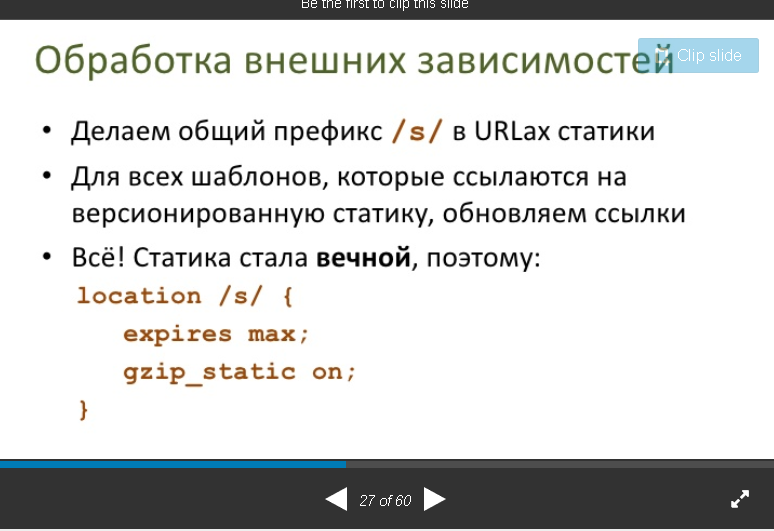 Be the first to clip this slide
Обработка внешних зависимостей
Clip slide
• Делаем общий префикс /s/ в URLах статики
• Для всех шаблонов, которые ссылаются на
версионированную статику, обновляем ссылки
• Всё! Статика стала вечной, поэтому:
location /s/ {
expires max;
gzip_static on;
}
27 of 60